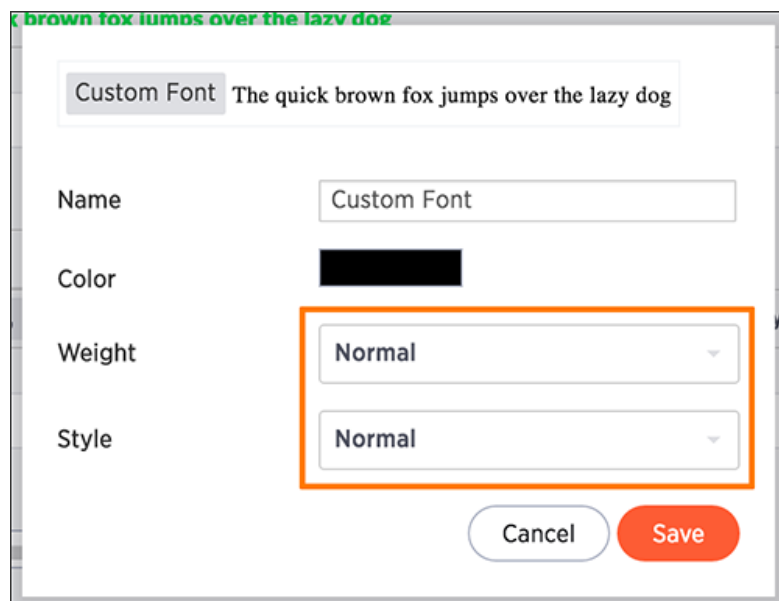 brown fox jumps over the lazy dog
Custom Font The quick brown fox jumps over the lazy dog
Name Custom Font
Color
Weight Normal
Style Normal
Cancel Save